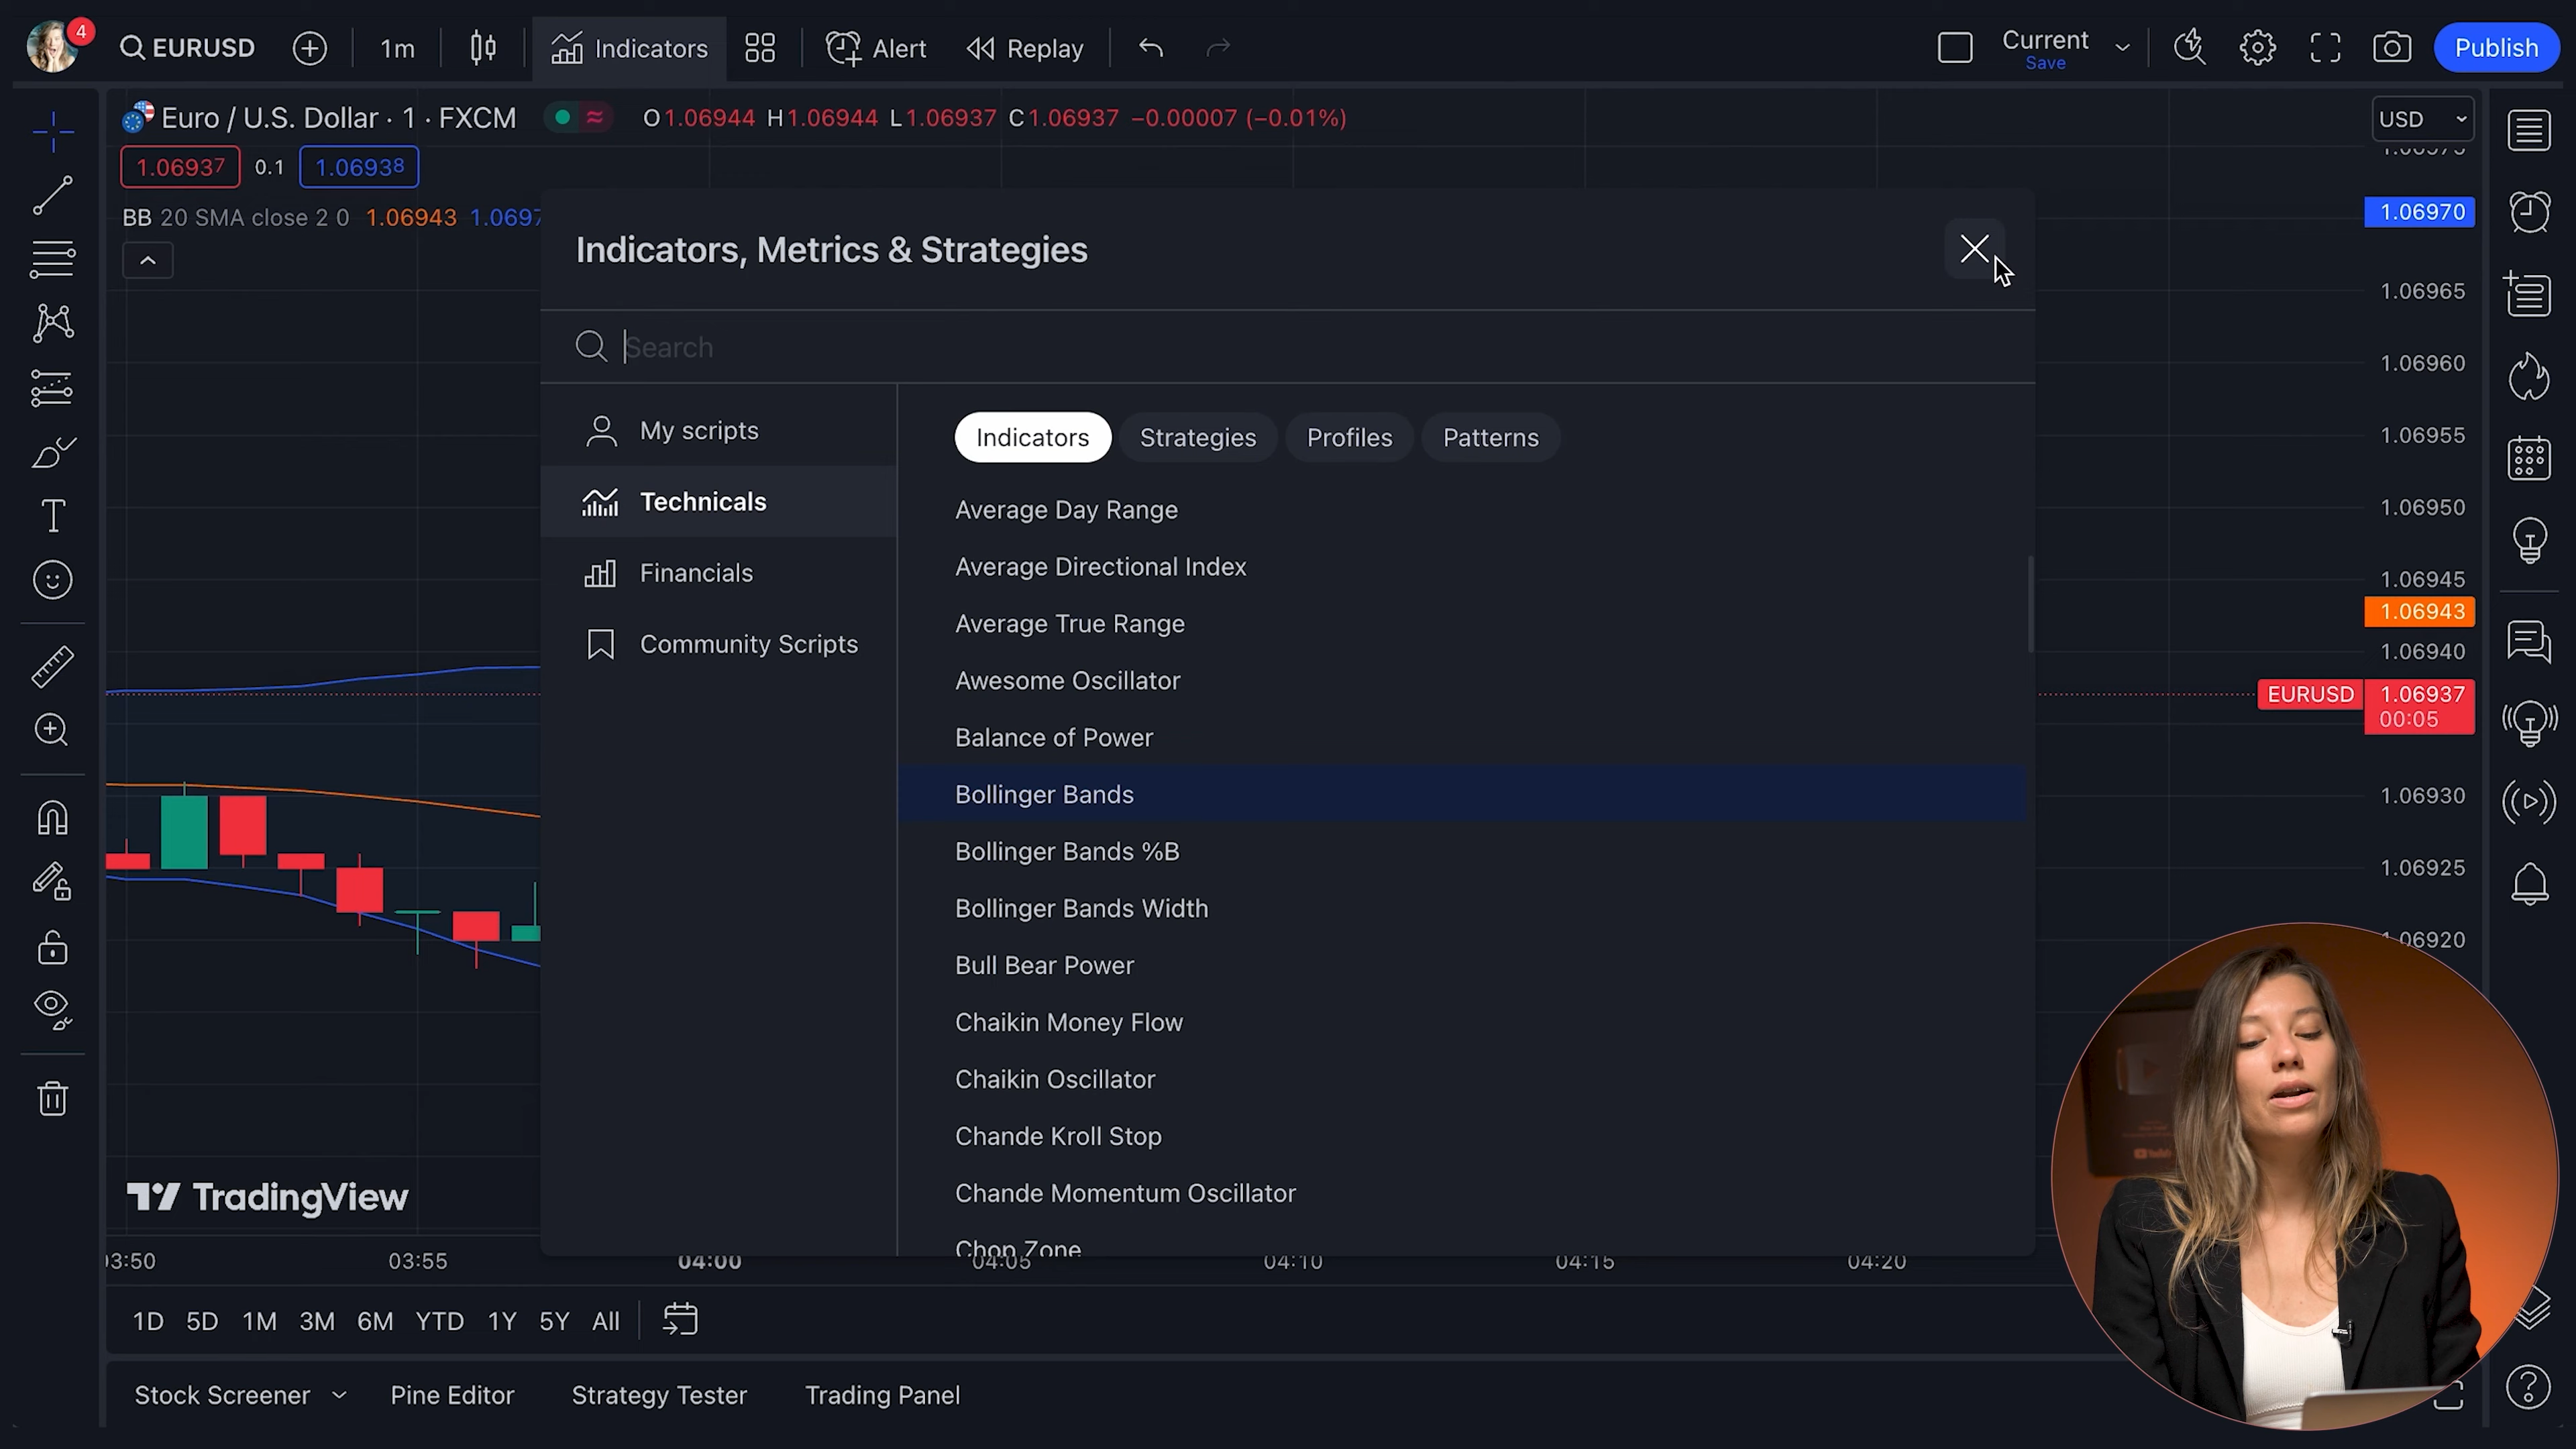 4
EURUSD
1m
Indicators
Alert
Replay
Current
Save
Publish
Euro / U.S. Dollar · 1 · FXCM
O1.06944 H1.06944 L1.06937 C1.06937 −0.00007 (−0.01%)
USD
1.06937 0.1 1.06938
BB 20 SMA close 2 0 1.06943 1.0697
Indicators, Metrics & Strategies
Search
My scripts
Technicals
Financials
Community Scripts
Indicators
Strategies
Profiles
Patterns
Average Day Range
Average Directional Index
Average True Range
Awesome Oscillator
Balance of Power
Bollinger Bands
Bollinger Bands %B
Bollinger Bands Width
Bull Bear Power
Chaikin Money Flow
Chaikin Oscillator
Chande Kroll Stop
Chande Momentum Oscillator
Chop Zone
1.06975
1.06970
1.06965
1.06960
1.06955
1.06950
1.06945
1.06943
1.06940
EURUSD 1.06937
00:05
1.06930
1.06925
1.06920
TradingView
03:50 03:55 04:00 04:05 04:10 04:15 04:20
1D 5D 1M 3M 6M YTD 1Y 5Y All
Stock Screener
Pine Editor
Strategy Tester
Trading Panel
YouTube